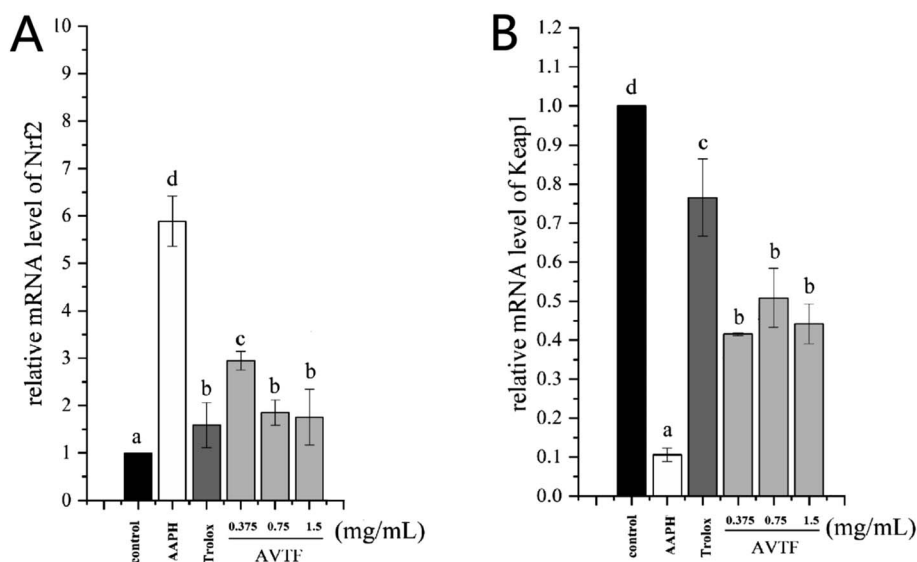 A
relative mRNA level of Nrf2
10
9
8
7
6
5
4
3
2
1
0
a
d
b
c
b
b
control
AAPH
Trolox
0.375 0.75 1.5 (mg/mL)
AVTF
B
relative mRNA level of Keap1
1.2
1.1
1.0
0.9
0.8
0.7
0.6
0.5
0.4
0.3
0.2
0.1
0.0
d
a
c
b
b
b
control
AAPH
Trolox
0.375 0.75 1.5 (mg/mL)
AVTF